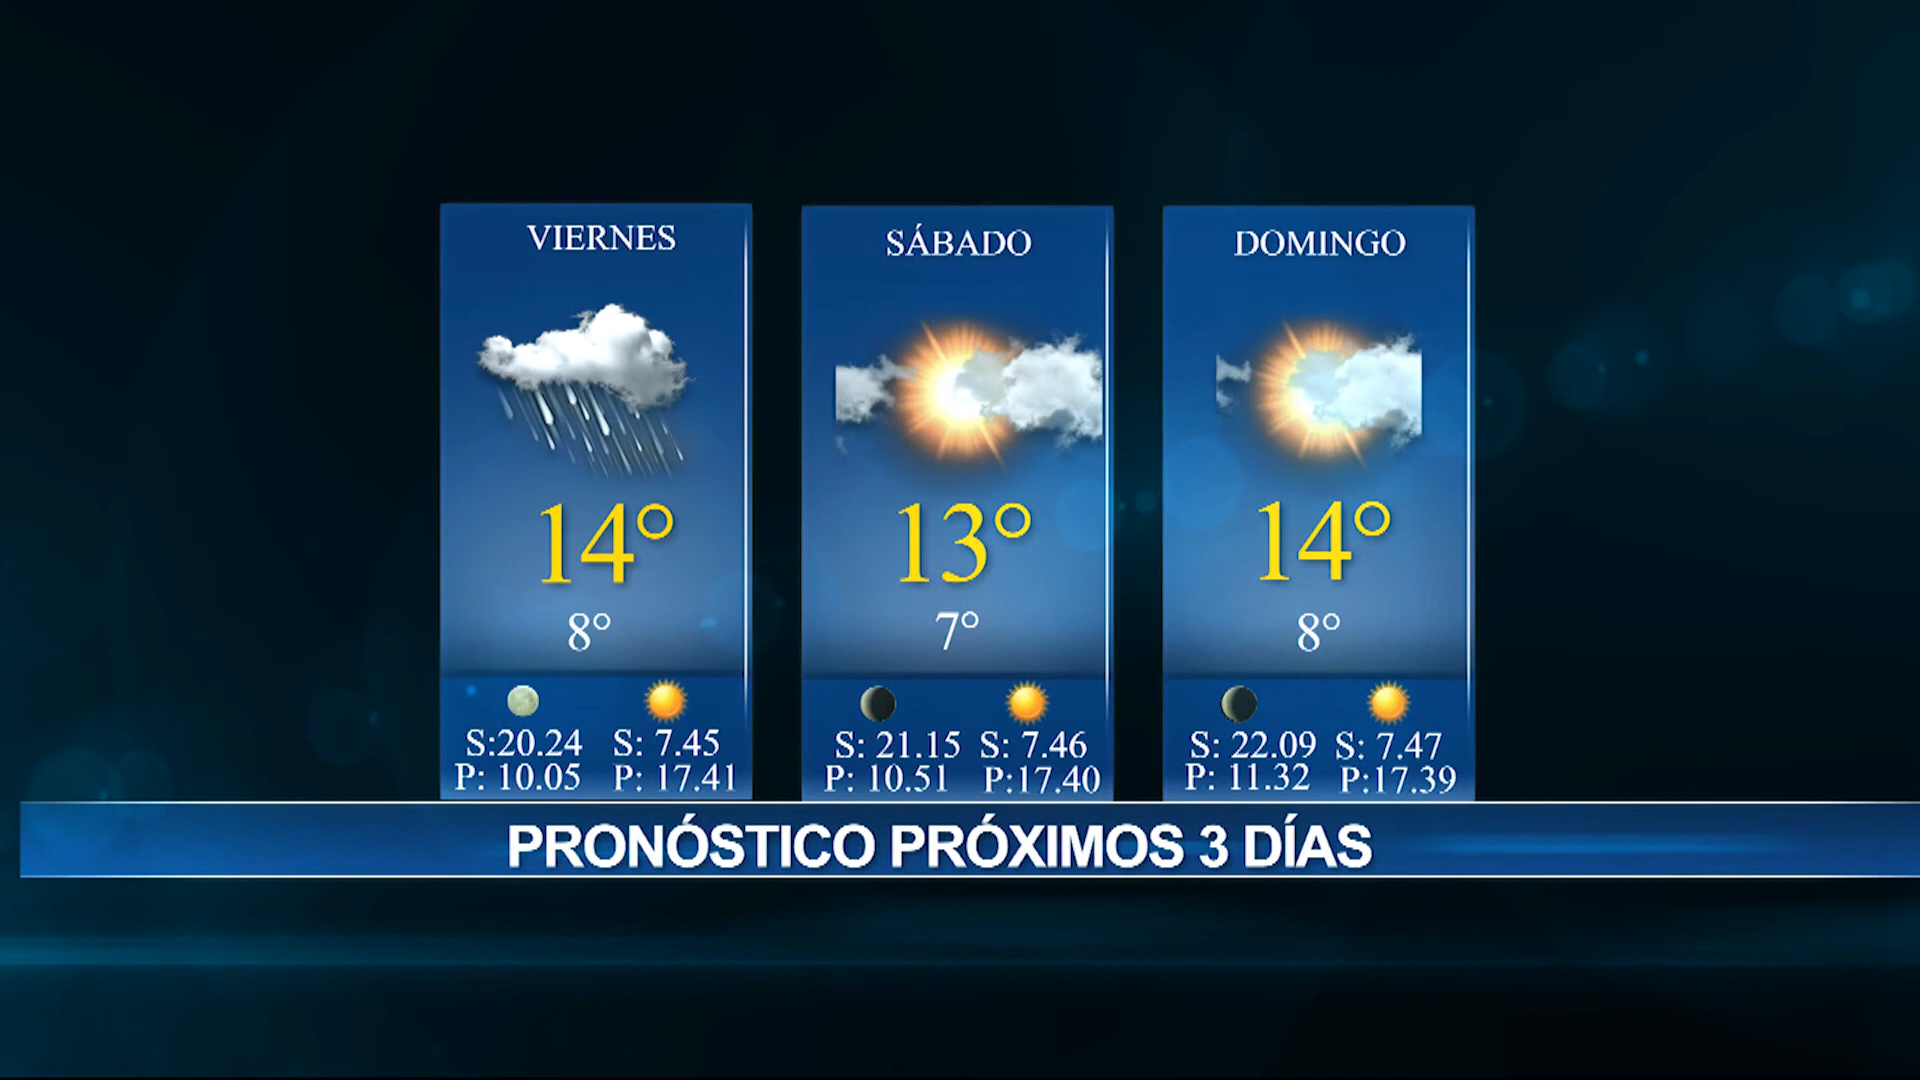 VIERNES
14°
8°
S:20.24 S: 7.45
P: 10.05 P: 17.41
SÁBADO
13°
7°
S: 21.15 S: 7.46
P: 10.51 P:17.40
DOMINGO
14°
8°
S: 22.09 S: 7.47
P: 11.32 P:17.39
PRONÓSTICO PRÓXIMOS 3 DÍAS